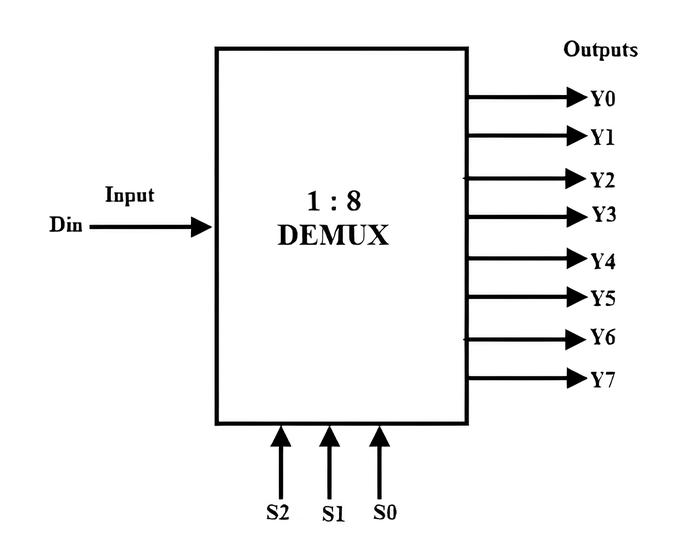 Outputs
Y0
Y1
Y2
Y3
Y4
Y5
Y6
Y7
Input
Din
1 : 8
DEMUX
S2 S1 S0